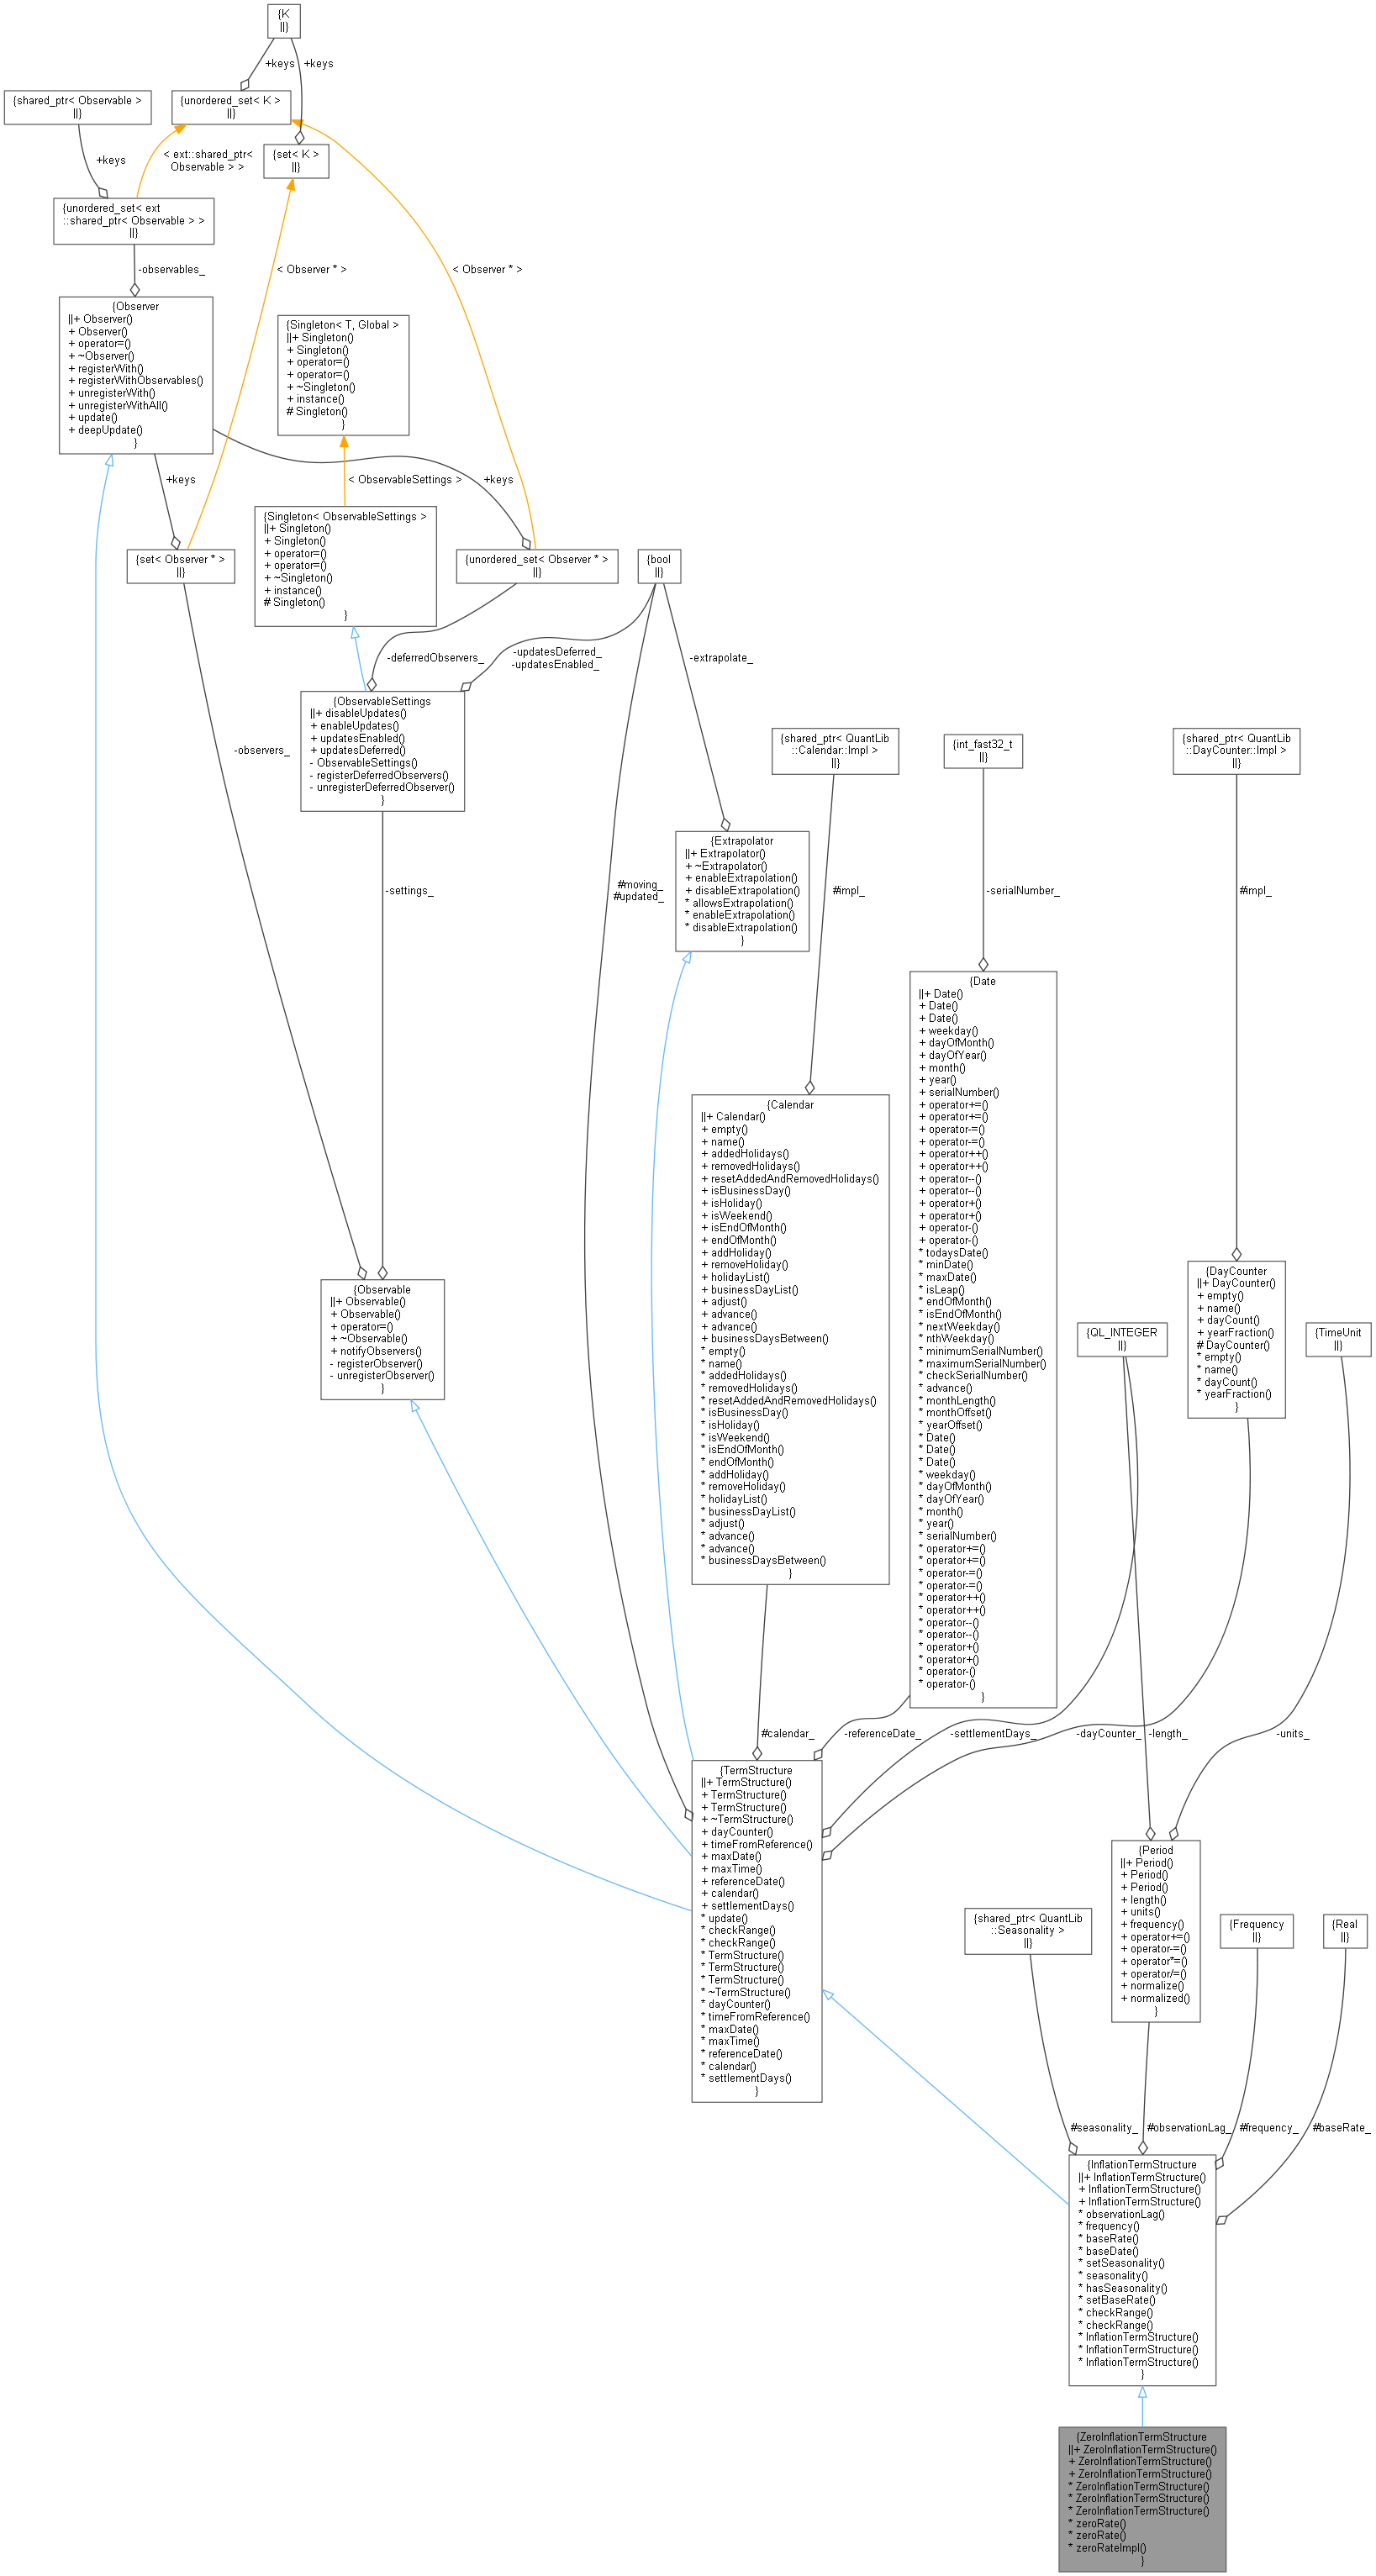 {K
||}
+keys
+keys
{shared_ptr< Observable >
||}
{unordered_set< K >
||}
+keys
< ext::shared_ptr<
Observable > >
{set< K >
||}
{unordered_set< ext
::shared_ptr< Observable > >
||}
-observables_
< Observer * >
< Observer * >
{Observer
||+ Observer()
+ Observer()
+ operator=()
+ ~Observer()
+ registerWith()
+ registerWithObservables()
+ unregisterWith()
+ unregisterWithAll()
+ update()
+ deepUpdate()
}
{Singleton< T, Global >
||+ Singleton()
+ Singleton()
+ operator=()
+ operator=()
+ ~Singleton()
+ instance()
# Singleton()
}
+keys
< ObservableSettings >
+keys
{Singleton< ObservableSettings >
||+ Singleton()
+ Singleton()
+ operator=()
+ operator=()
+ ~Singleton()
+ instance()
# Singleton()
}
{set< Observer * >
||}
{unordered_set< Observer * >
||}
{bool
||}
-deferredObservers_
-updatesDeferred_
-updatesEnabled_
-extrapolate_
{ObservableSettings
||+ disableUpdates()
+ enableUpdates()
+ updatesEnabled()
+ updatesDeferred()
- ObservableSettings()
- registerDeferredObservers()
- unregisterDeferredObserver()
}
-observers_
{shared_ptr< QuantLib
::Calendar::Impl >
||}
{int_fast32_t
||}
{shared_ptr< QuantLib
::DayCounter::Impl >
||}
{Extrapolator
||+ Extrapolator()
+ ~Extrapolator()
+ enableExtrapolation()
+ disableExtrapolation()
* allowsExtrapolation()
* enableExtrapolation()
* disableExtrapolation()
}
-settings_
#moving_
#updated_
#impl_
-serialNumber_
#impl_
{Date
||+ Date()
+ Date()
+ Date()
+ weekday()
+ dayOfMonth()
+ dayOfYear()
+ month()
+ year()
+ serialNumber()
+ operator+=()
+ operator+=()
+ operator-=()
+ operator-=()
+ operator++()
+ operator++()
+ operator--()
+ operator--()
+ operator+()
+ operator+()
+ operator-()
+ operator-()
* todaysDate()
* minDate()
* maxDate()
* isLeap()
* endOfMonth()
* isEndOfMonth()
* nextWeekday()
* nthWeekday()
* minimumSerialNumber()
* maximumSerialNumber()
* checkSerialNumber()
* advance()
* monthLength()
* monthOffset()
* yearOffset()
* Date()
* Date()
* Date()
* weekday()
* dayOfMonth()
* dayOfYear()
* month()
* year()
* serialNumber()
* operator+=()
* operator+=()
* operator-=()
* operator-=()
* operator++()
* operator++()
* operator--()
* operator--()
* operator+()
* operator+()
* operator-()
* operator-()
}
{Calendar
||+ Calendar()
+ empty()
+ name()
+ addedHolidays()
+ removedHolidays()
+ resetAddedAndRemovedHolidays()
+ isBusinessDay()
+ isHoliday()
+ isWeekend()
+ isEndOfMonth()
+ endOfMonth()
+ addHoliday()
+ removeHoliday()
+ holidayList()
+ businessDayList()
+ adjust()
+ advance()
+ advance()
+ businessDaysBetween()
* empty()
* name()
* addedHolidays()
* removedHolidays()
* resetAddedAndRemovedHolidays()
* isBusinessDay()
* isHoliday()
* isWeekend()
* isEndOfMonth()
* endOfMonth()
* addHoliday()
* removeHoliday()
* holidayList()
* businessDayList()
* adjust()
* advance()
* advance()
* businessDaysBetween()
}
{Observable
||+ Observable()
+ Observable()
+ operator=()
+ ~Observable()
+ notifyObservers()
- registerObserver()
- unregisterObserver()
}
{DayCounter
||+ DayCounter()
+ empty()
+ name()
+ dayCount()
+ yearFraction()
# DayCounter()
* empty()
* name()
* dayCount()
* yearFraction()
}
{QL_INTEGER
||}
{TimeUnit
||}
#calendar_
-referenceDate_
-settlementDays_
-dayCounter_
-length_
-units_
{TermStructure
||+ TermStructure()
+ TermStructure()
+ TermStructure()
+ ~TermStructure()
+ dayCounter()
+ timeFromReference()
+ maxDate()
+ maxTime()
+ referenceDate()
+ calendar()
+ settlementDays()
* update()
* checkRange()
* checkRange()
* TermStructure()
* TermStructure()
* TermStructure()
* ~TermStructure()
* dayCounter()
* timeFromReference()
* maxDate()
* maxTime()
* referenceDate()
* calendar()
* settlementDays()
}
{Period
||+ Period()
+ Period()
+ Period()
+ length()
+ units()
+ frequency()
+ operator+=()
+ operator-=()
+ operator*=()
+ operator/=()
+ normalize()
+ normalized()
}
{shared_ptr< QuantLib
::Seasonality >
||}
{Frequency
||}
{Real
||}
#seasonality_
#observationLag_
#frequency_
#baseRate_
{InflationTermStructure
||+ InflationTermStructure()
+ InflationTermStructure()
+ InflationTermStructure()
* observationLag()
* frequency()
* baseRate()
* baseDate()
* setSeasonality()
* seasonality()
* hasSeasonality()
* setBaseRate()
* checkRange()
* checkRange()
* InflationTermStructure()
* InflationTermStructure()
* InflationTermStructure()
}
{ZeroInflationTermStructure
||+ ZeroInflationTermStructure()
+ ZeroInflationTermStructure()
+ ZeroInflationTermStructure()
* ZeroInflationTermStructure()
* ZeroInflationTermStructure()
* ZeroInflationTermStructure()
* zeroRate()
* zeroRate()
* zeroRateImpl()
}